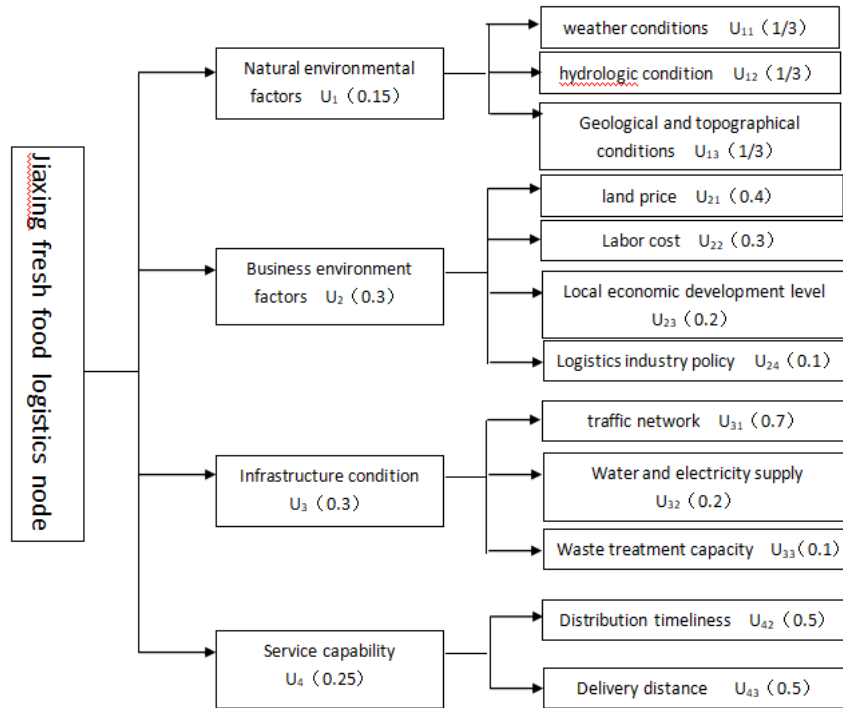 Jiaxing fresh food logistics node
Natural environmental
factors U₁（0.15）
weather conditions U₁₁（1/3）
hydrologic condition U₁₂（1/3）
Geological and topographical
conditions U₁₃（1/3）
Business environment
factors U₂（0.3）
land price U₂₁（0.4）
Labor cost U₂₂（0.3）
Local economic development level
U₂₃（0.2）
Logistics industry policy U₂₄（0.1）
Infrastructure condition
U₃（0.3）
traffic network U₃₁（0.7）
Water and electricity supply
U₃₂（0.2）
Waste treatment capacity U₃₃（0.1）
Service capability
U₄（0.25）
Distribution timeliness U₄₂（0.5）
Delivery distance U₄₃（0.5）